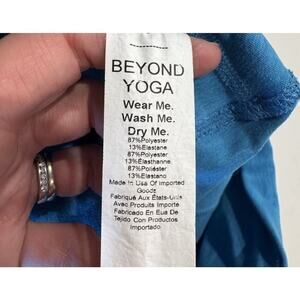 BEYOND
YOGA
Wear Me.
Wash Me.
Dry Me.
87%Polyester
13%Elastane
87%Polyester
13%Elasthanne
87%Poliéster
13%Elastano
Made In Usa Of Imported
Goods
Fabriqué Aux États-Unis
Avec Produits Importés
Fabricado En Eua De
Tejido Con Productos
Importado